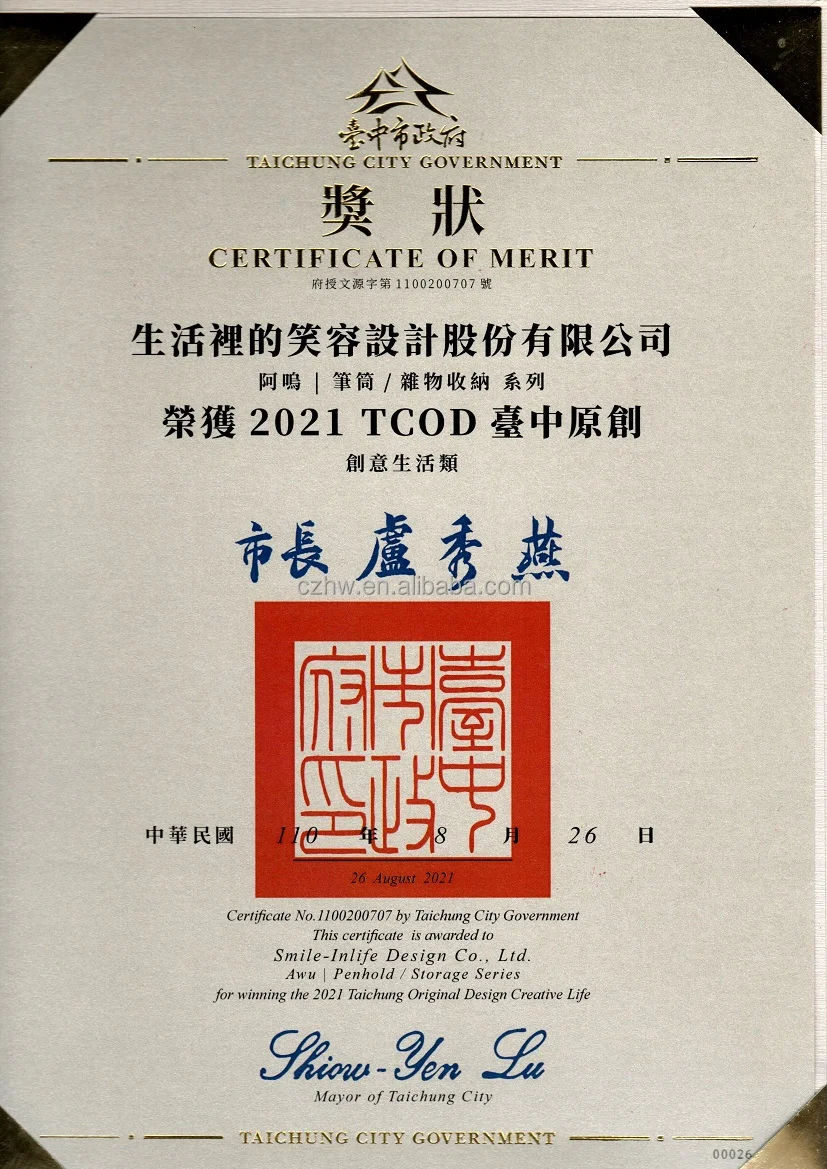 臺中市政府
TAICHUNG CITY GOVERNMENT
獎 狀
CERTIFICATE OF MERIT
府授文源字第1100200707號
生活裡的笑容設計股份有限公司
阿嗚 | 筆筒 / 雜物收納 系列
榮獲 2021 TCOD 臺中原創
創意生活類
市長 盧秀燕
czhw.en.alibaba.com
臺中市政府印
中華民國 110 年 8 月 26 日
26 August 2021
Certificate No.1100200707 by Taichung City Government
This certificate is awarded to
Smile-Inlife Design Co., Ltd.
Awu | Penhold / Storage Series
for winning the 2021 Taichung Original Design Creative Life
Shiow-Yen Lu
Mayor of Taichung City
TAICHUNG CITY GOVERNMENT
00026